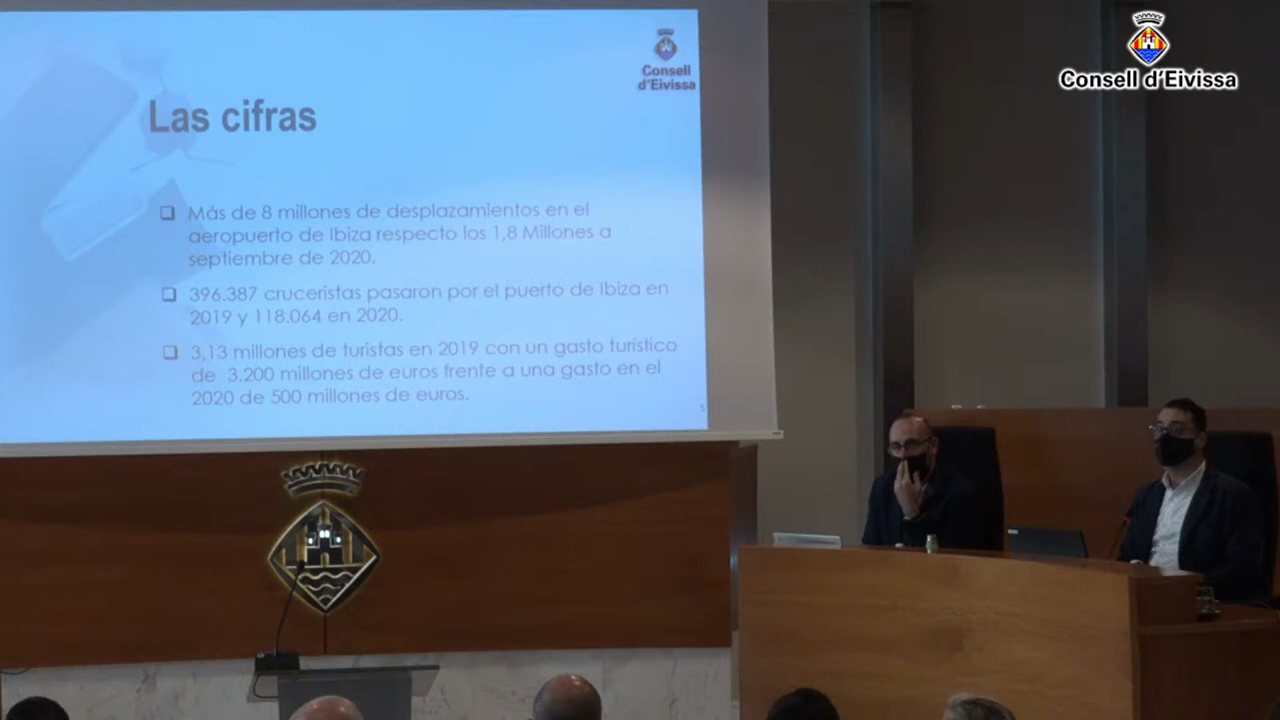 Consell
d'Eivissa
Consell d'Eivissa
Las cifras
❑ Más de 8 millones de desplazamientos en el
aeropuerto de Ibiza respecto los 1,8 Millones a
septiembre de 2020.
❑ 396.387 cruceristas pasaron por el puerto de Ibiza en
2019 y 118.064 en 2020.
❑ 3,13 millones de turistas en 2019 con un gasto turístico
de 3.200 millones de euros frente a una gasto en el
2020 de 500 millones de euros.